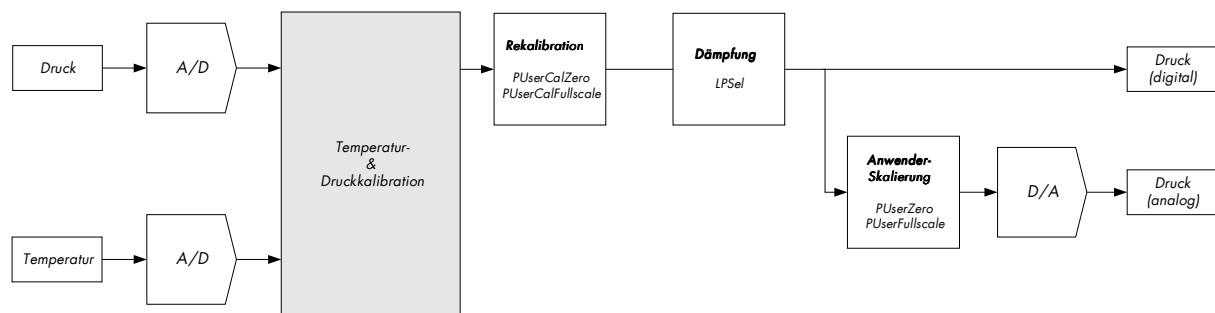 Druck
A/D
Temperatur
A/D
Temperatur-
&
Druckkalibration
Rekalibration
PUserCalZero
PUserCalFullscale
Dämpfung
LPSel
Druck
(digital)
Anwender-
Skalierung
PUserZero
PUserFullscale
D/A
Druck
(analog)